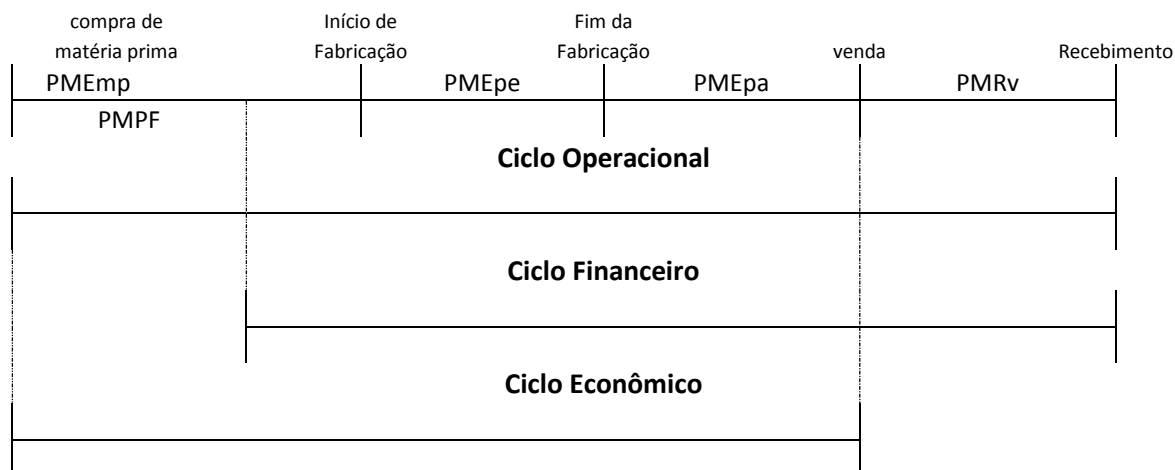 compra de
matéria prima
Início de
Fabricação
Fim da
Fabricação
venda
Recebimento
PMEmp
PMEpe
PMEpa
PMRv
PMPF
Ciclo Operacional
Ciclo Financeiro
Ciclo Econômico